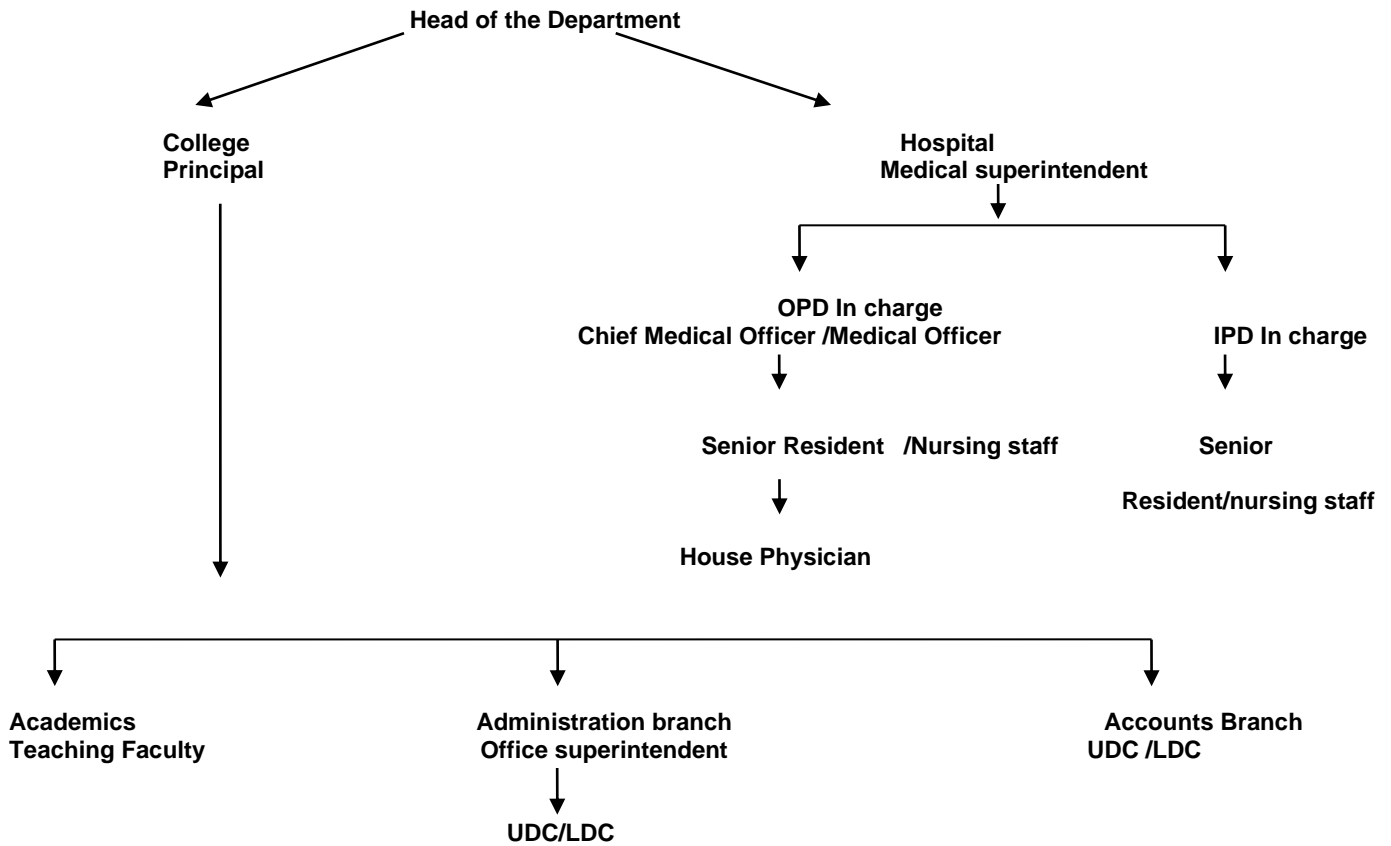 Head of the Department
College
Principal
Hospital
Medical superintendent
OPD In charge
Chief Medical Officer /Medical Officer
IPD In charge
Senior Resident /Nursing staff
Senior
Resident/nursing staff
House Physician
Academics
Teaching Faculty
Administration branch
Office superintendent
Accounts Branch
UDC /LDC
UDC/LDC